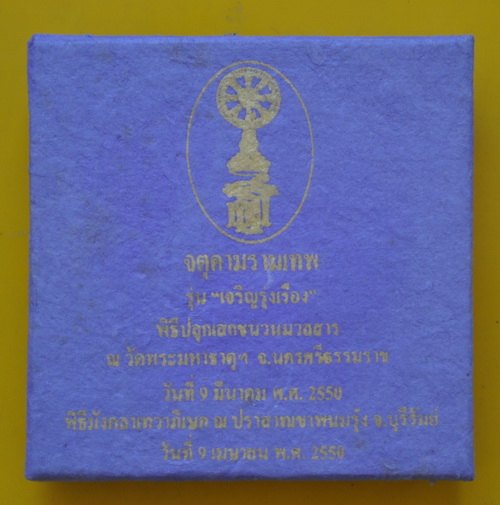 จตุคามรามเทพ
รุ่น "เจริญรุ่งเรือง"
พิธีปลุกเสกชนวนมวลสาร
ณ วัดพระมหาธาตุฯ จ.นครศรีธรรมราช
วันที่ 9 มีนาคม พ.ศ. 2550
พิธีมังคลาเทวาภิเษก ณ ปราสาทเขาพนมรุ้ง จ.บุรีรัมย์
วันที่ 9 เมษายน พ.ศ. 2550